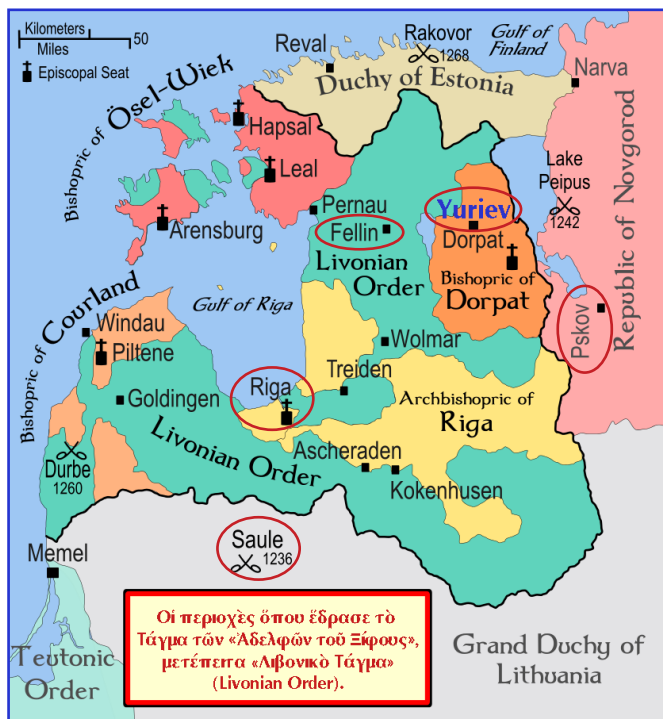 Kilometers
50
Miles
Episcopal Seat
Reval
Rakovor
1268
Gulf of
Finland
Narva
Duchy of Estonia
Bishopric of Ösel-Wiek
Hapsal
Leal
Arensburg
Pernau
Fellin
Yuriev
Dorpat
Lake
Peipus
1242
Republic of Novgorod
Livonian
Order
Bishopric of
Dorpat
Pskov
Gulf of Riga
Bishopric of Courland
Windau
Piltene
Goldingen
Wolmar
Treiden
Riga
Archbishopric of
Riga
Livonian Order
Ascheraden
Kokenhusen
Durbe
1260
Saule
1236
Memel
Teutonic
Order
Οἱ περιοχὲς ὅπου ἔδρασε τὸ
Τάγμα τῶν «Ἀδελφῶν τοῦ Ξίφους»,
μετέπειτα «Λιβονικὸ Τάγμα»
(Livonian Order).
Grand Duchy of
Lithuania